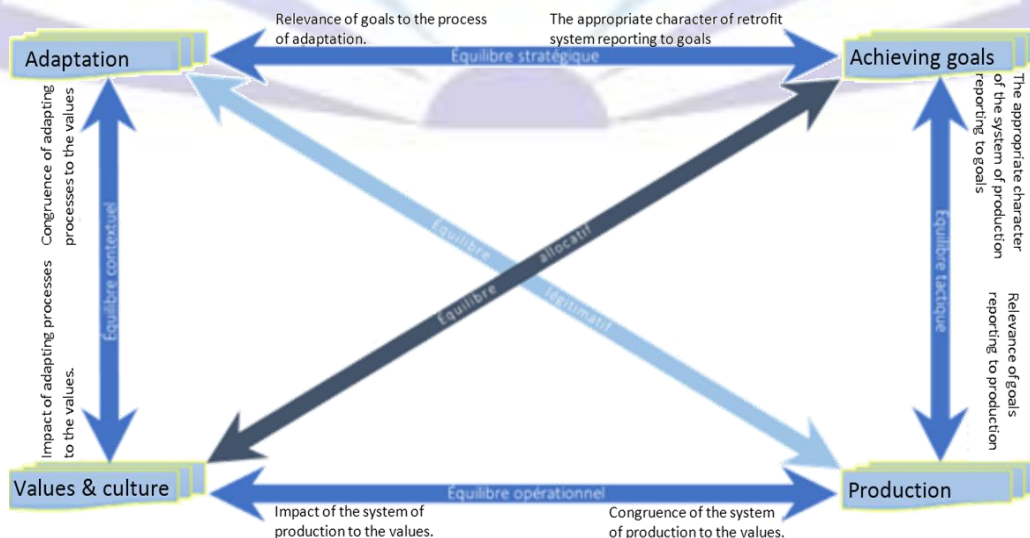 Relevance of goals to the process
of adaptation.
The appropriate character of retrofit
system reporting to goals
Adaptation
Équilibre stratégique
Achieving goals
Congruence of adapting
processes to the values
Équilibre contextuel
Impact of adapting processes
to the values.
Équilibre
légitimatif
Équilibre
allocatif
The appropriate character
of the system of production
reporting to goals
Équilibre tactique
Relevance of goals
reporting to production
Values & culture
Équilibre opérationnel
Production
Impact of the system of
production to the values.
Congruence of the system
of production to the values.